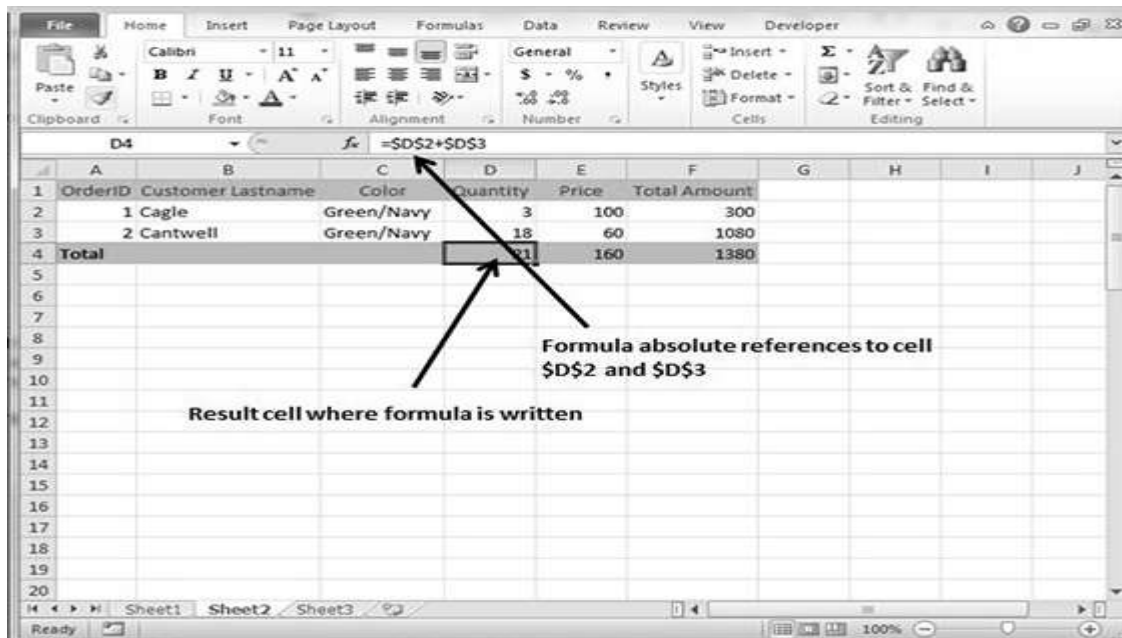 File Home Insert Page Layout Formulas Data Review View Developer
Calibri 11 General Insert Σ
Paste B I U A A $ % , Styles Delete Sort & Find &
A Format Filter Select
Clipboard Font Alignment Number Cells Editing
D4 fx =$D$2+$D$3
A B C D E F G H I J
1 OrderID Customer Lastname Color Quantity Price Total Amount
2 1 Cagle Green/Navy 3 100 300
3 2 Cantwell Green/Navy 18 60 1080
4 Total 21 160 1380
5
6
7
8
Formula absolute references to cell
9
$D$2 and $D$3
10
11
Result cell where formula is written
12
13
14
15
16
17
18
19
20
Sheet1 Sheet2 Sheet3
Ready 100%